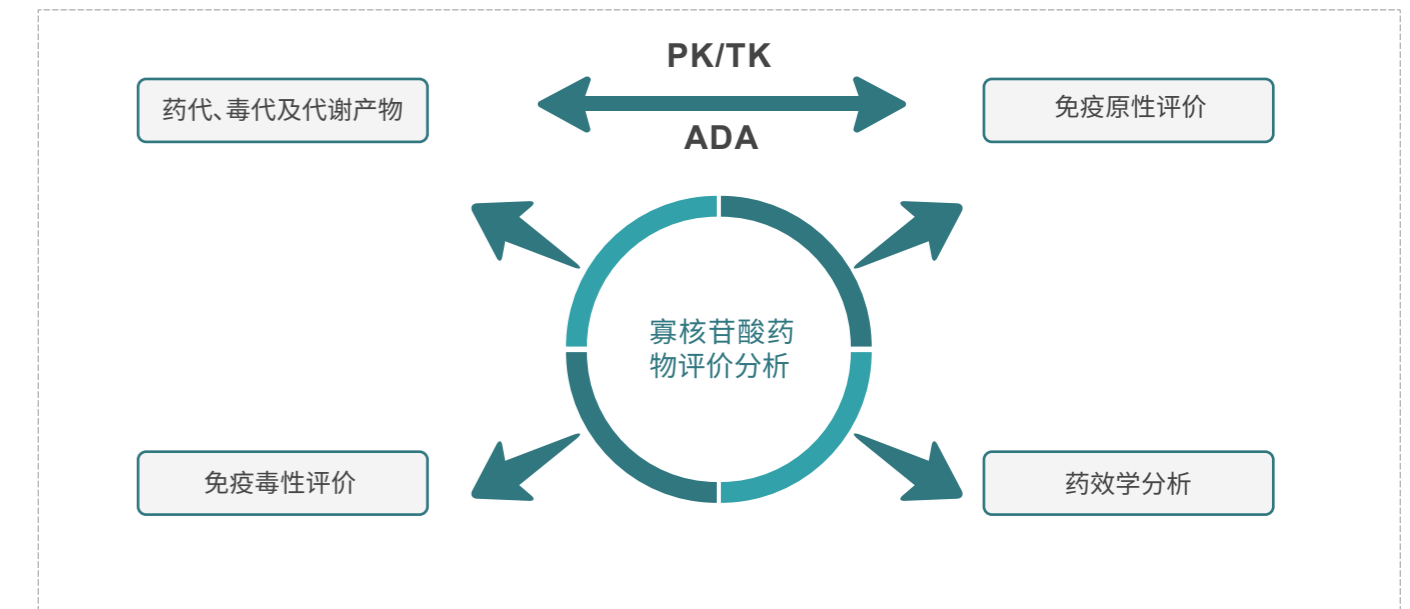 PK/TK
药代、毒代及代谢产物
免疫原性评价
ADA
寡核苷酸药
物评价分析
免疫毒性评价
药效学分析